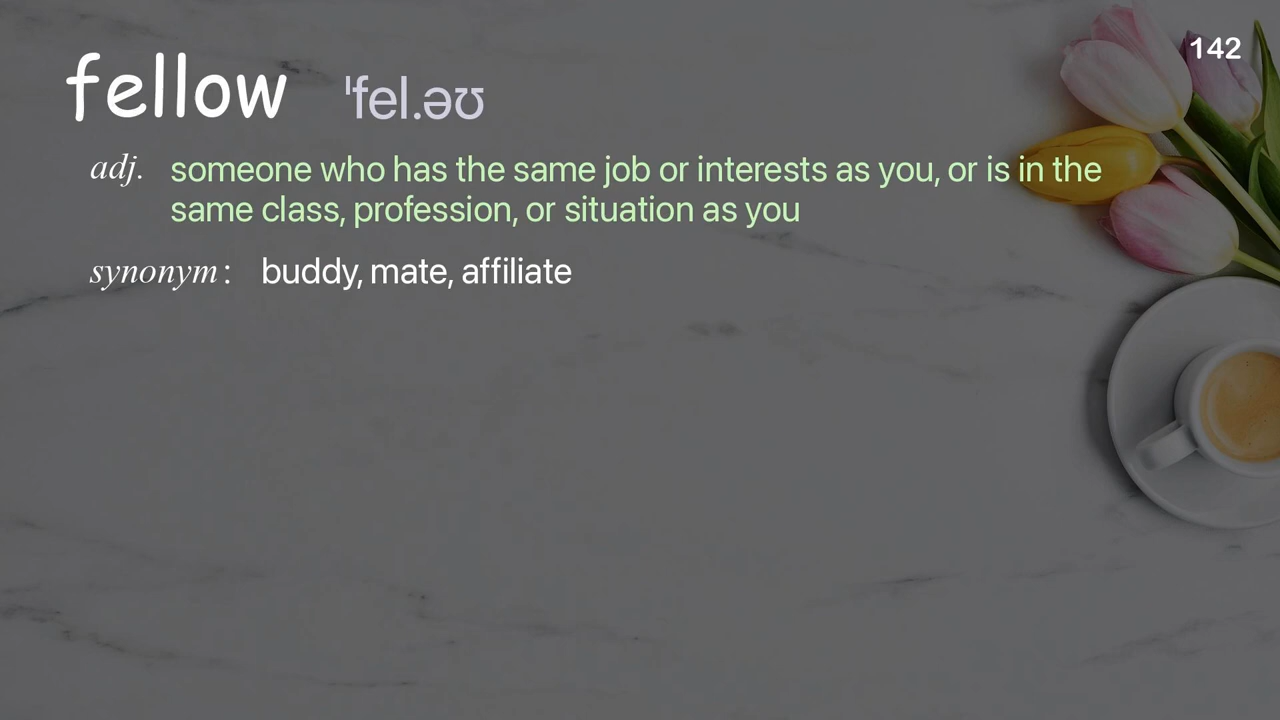 142
fellow ˈfel.əʊ
adj. someone who has the same job or interests as you, or is in the
same class, profession, or situation as you
synonym: buddy, mate, affiliate